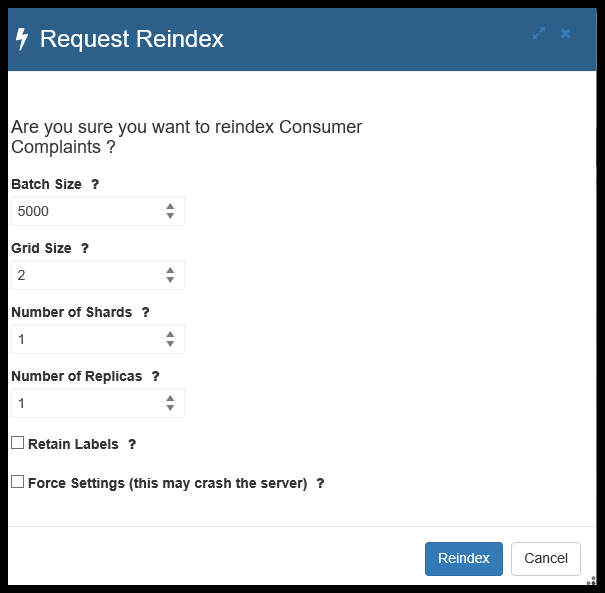 Request Reindex
Are you sure you want to reindex Consumer
Complaints ?
Batch Size ?
5000
Grid Size ?
2
Number of Shards ?
1
Number of Replicas ?
1
Retain Labels ?
Force Settings (this may crash the server) ?
Reindex Cancel